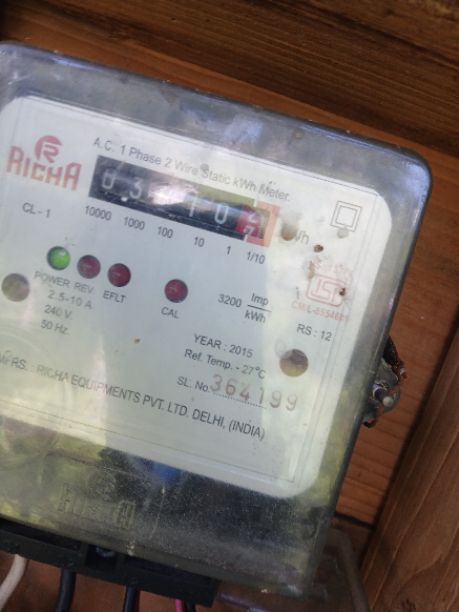 A.C. 1 Phase 2 Wire Static kWh Meter.
R
RICHA
Wh
CL - 1
10000 1000 100 10 1 1/10
POWER REV. EFLT
CAL
3200 Imp/kWh
2.5-10 A
240 V.
50 Hz.
RS : 12
YEAR : 2015
Ref. Temp. - 27°C
SL. No. 364199
MFRS. : RICHA EQUIPMENTS PVT. LTD. DELHI, (INDIA)